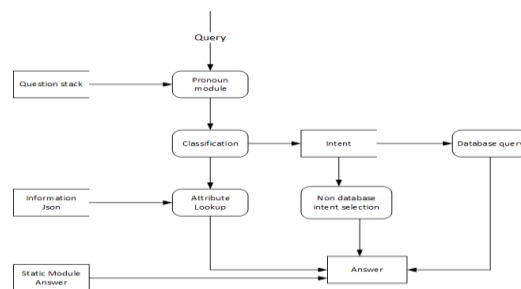 Query
Question stack
Pronoun
module
Classification
Intent
Database query
Information
Json
Attribute
Lookup
Non database
intent selection
Static Module
Answer
Answer